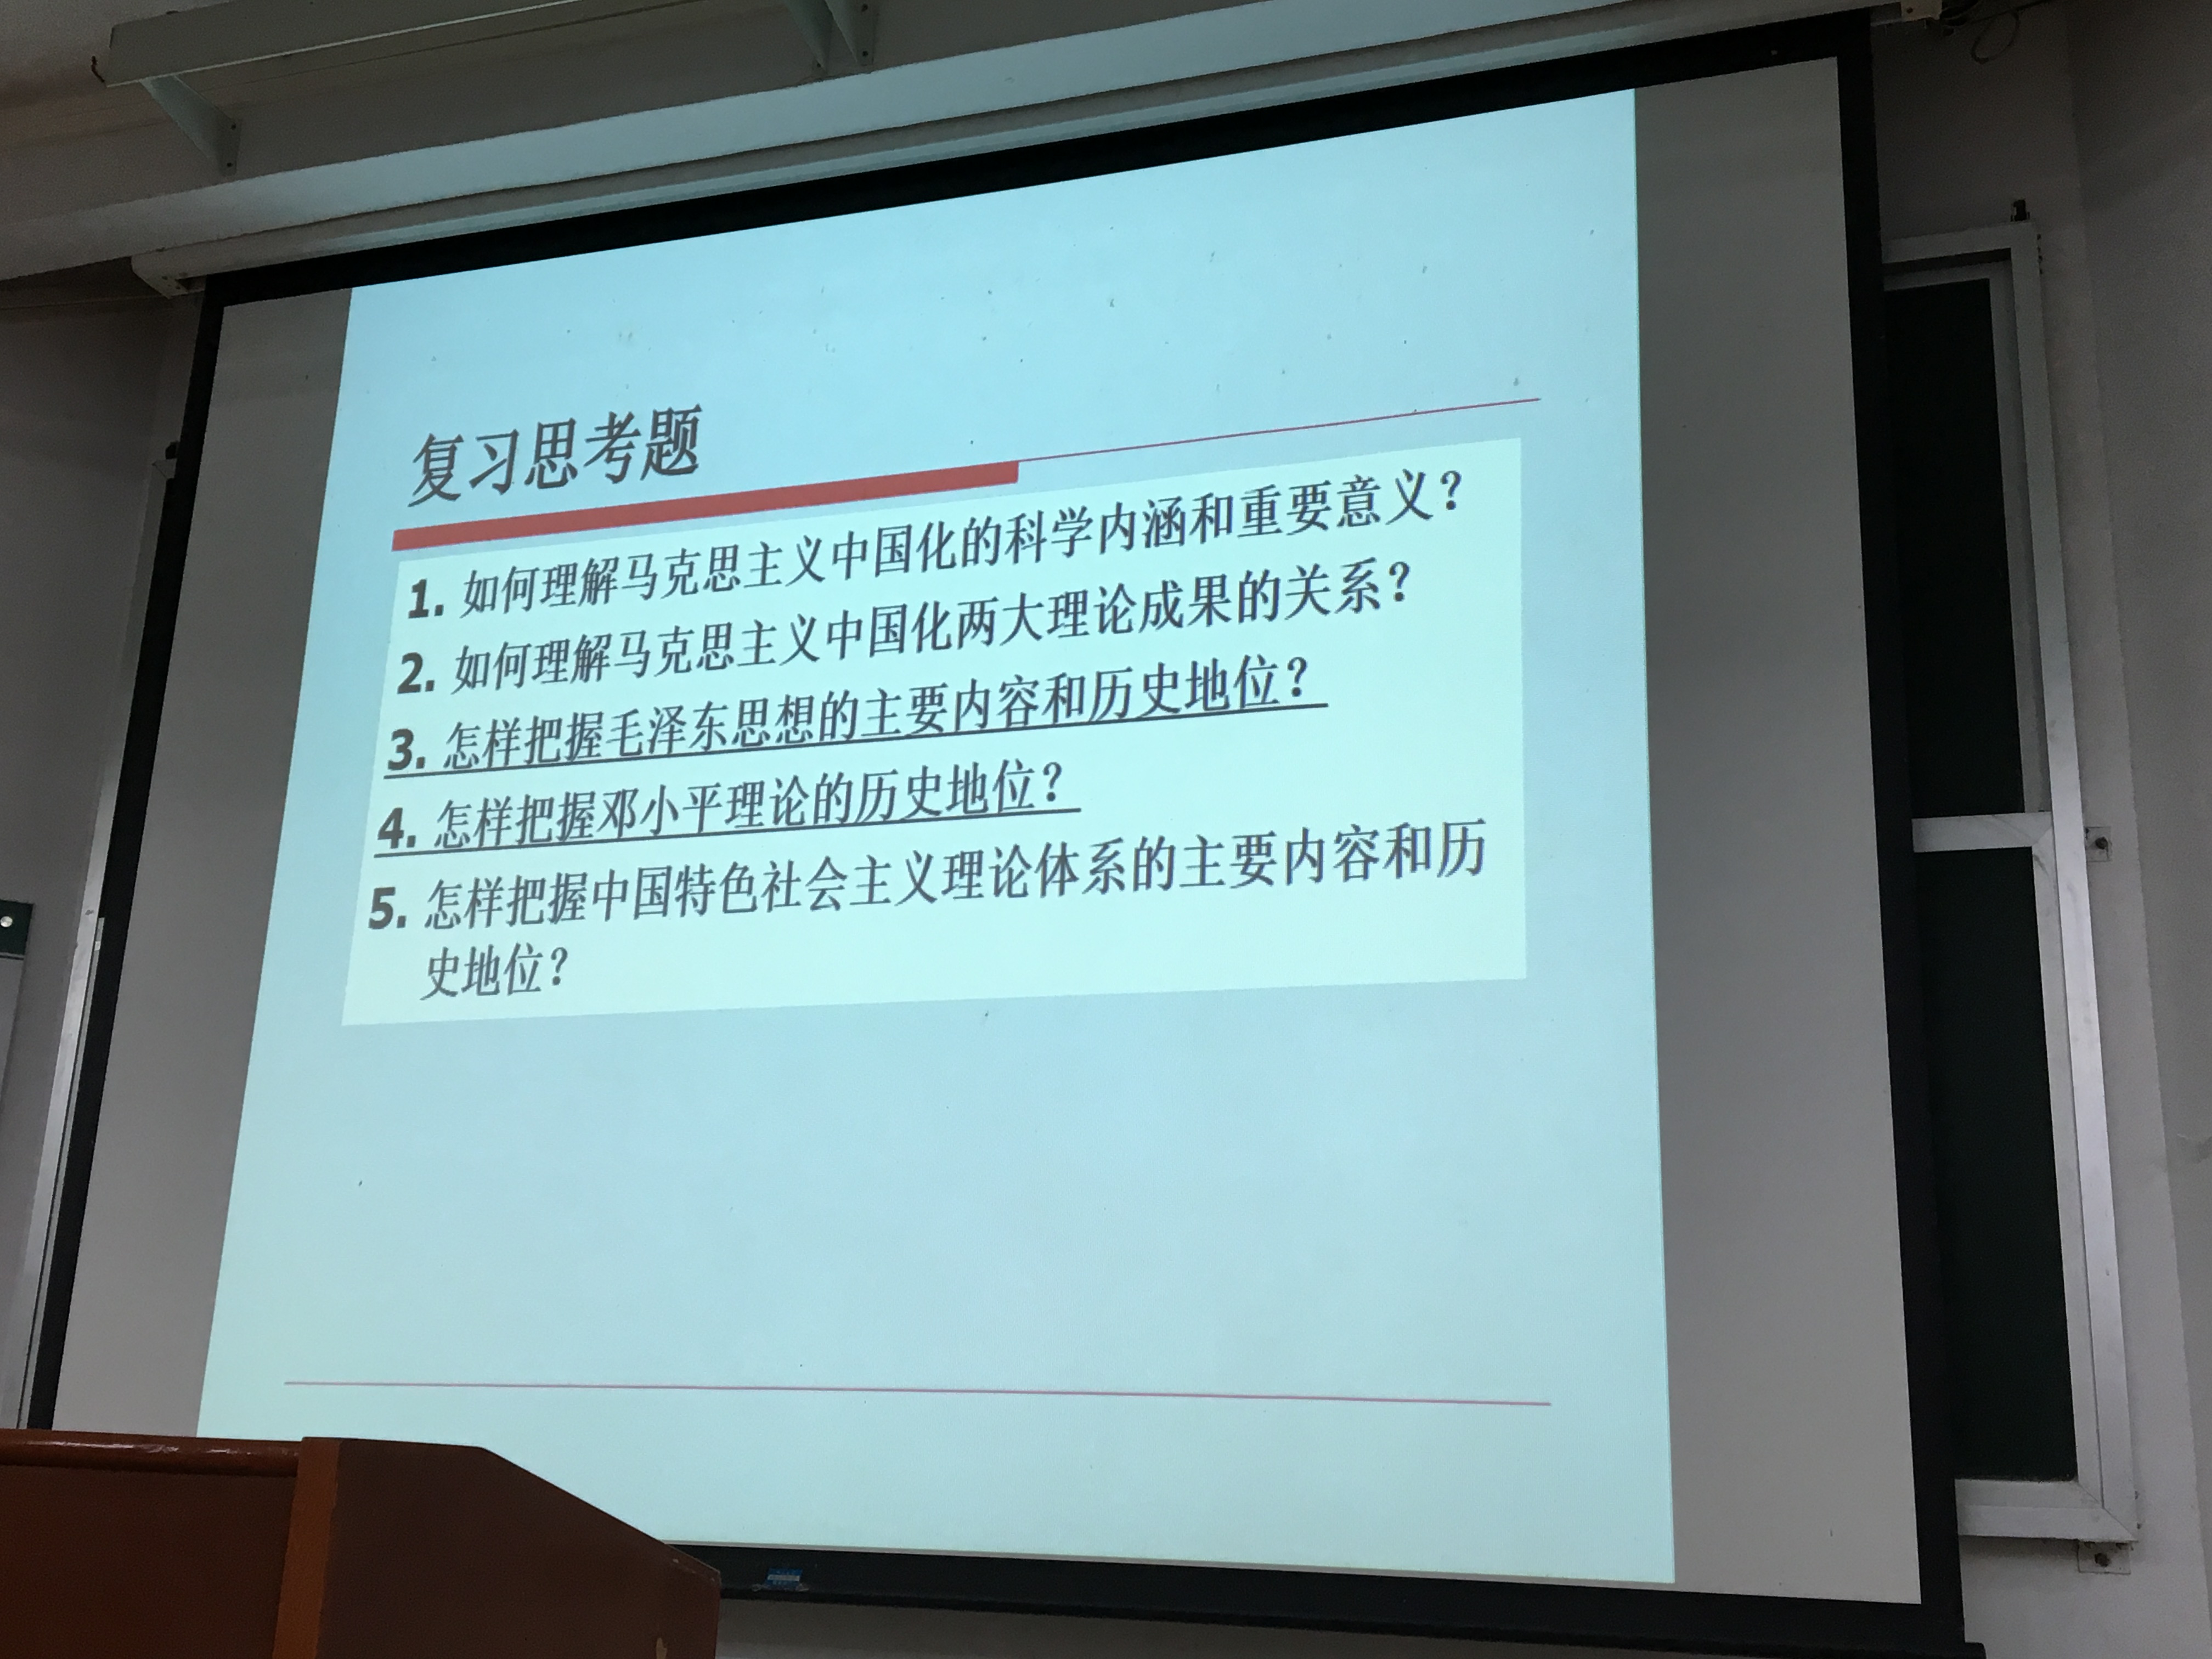 复习思考题
1. 如何理解马克思主义中国化的科学内涵和重要意义?
2. 如何理解马克思主义中国化两大理论成果的关系?
3. 怎样把握毛泽东思想的主要内容和历史地位?
4. 怎样把握邓小平理论的历史地位?
5. 怎样把握中国特色社会主义理论体系的主要内容和历
史地位?